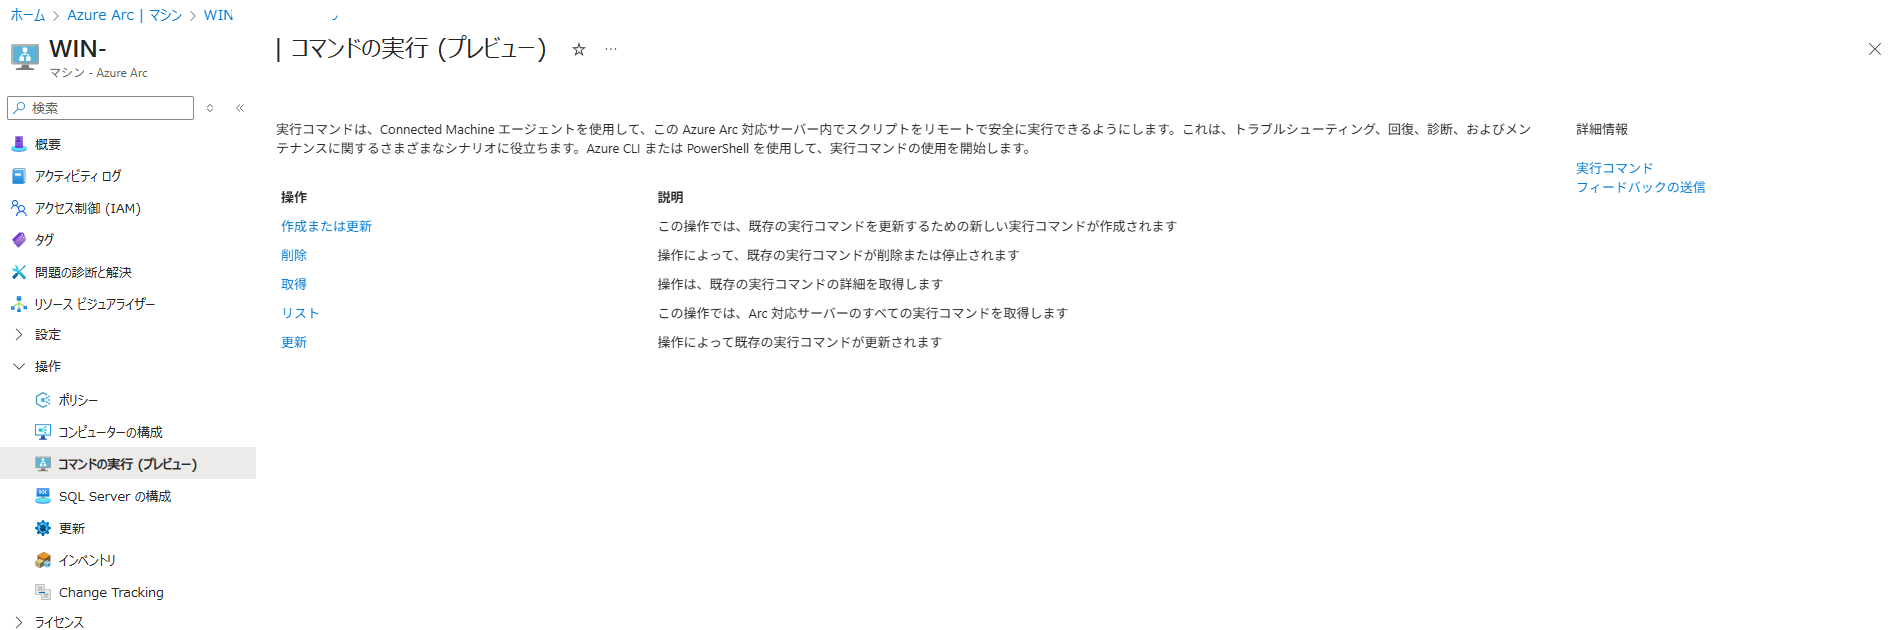 ホーム > Azure Arc | マシン > WIN
WIN-
| コマンドの実行 (プレビュー) ☆ …
マシン - Azure Arc
検索
概要
アクティビティ ログ
アクセス制御 (IAM)
タグ
問題の診断と解決
リソース ビジュアライザー
設定
操作
ポリシー
コンピューターの構成
コマンドの実行 (プレビュー)
SQL Server の構成
更新
インベントリ
Change Tracking
ライセンス
実行コマンドは、Connected Machine エージェントを使用して、この Azure Arc 対応サーバー内でスクリプトをリモートで安全に実行できるようにします。これは、トラブルシューティング、回復、診断、およびメン
テナンスに関するさまざまなシナリオに役立ちます。Azure CLI または PowerShell を使用して、実行コマンドの使用を開始します。
操作 説明
作成または更新 この操作では、既存の実行コマンドを更新するための新しい実行コマンドが作成されます
削除 操作によって、既存の実行コマンドが削除または停止されます
取得 操作は、既存の実行コマンドの詳細を取得します
リスト この操作では、Arc 対応サーバーのすべての実行コマンドを取得します
更新 操作によって既存の実行コマンドが更新されます
詳細情報
実行コマンド
フィードバックの送信